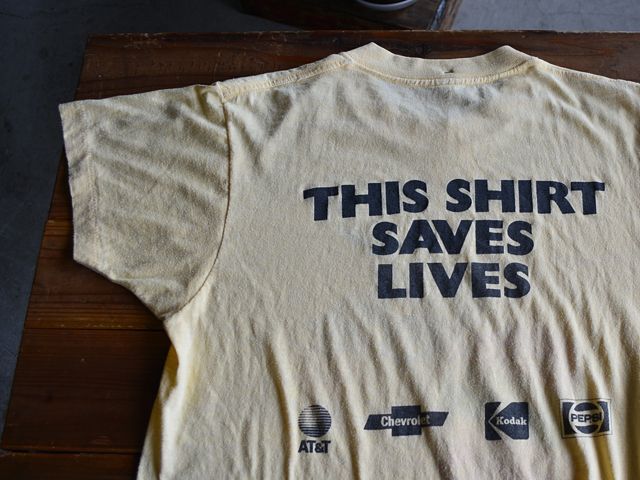 THIS SHIRT
SAVES
LIVES
AT&T
Chevrolet
Kodak
PEPSI